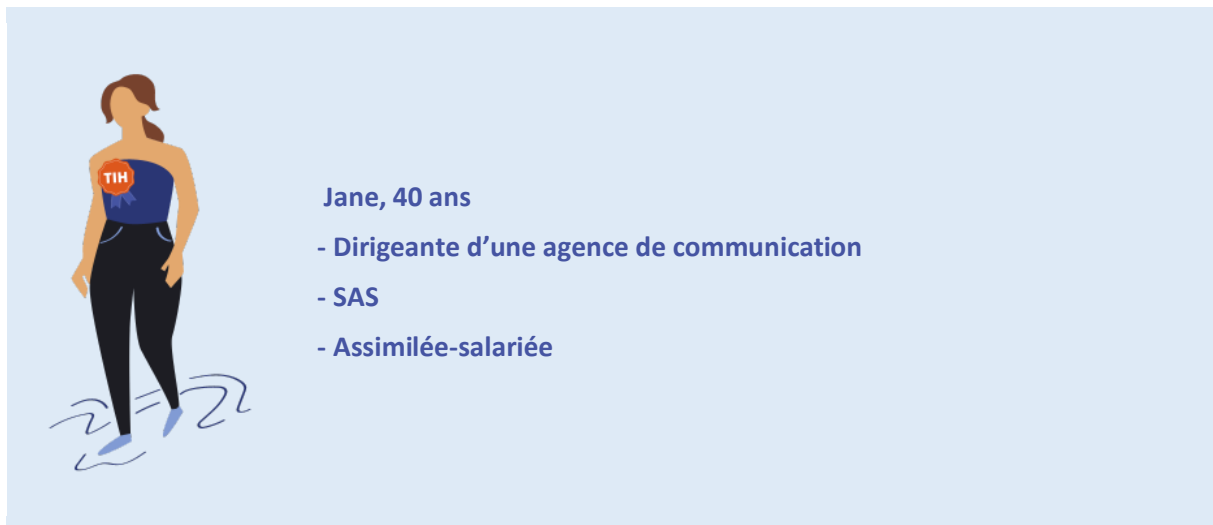 TIH
Jane, 40 ans
- Dirigeante d’une agence de communication
- SAS
- Assimilée-salariée